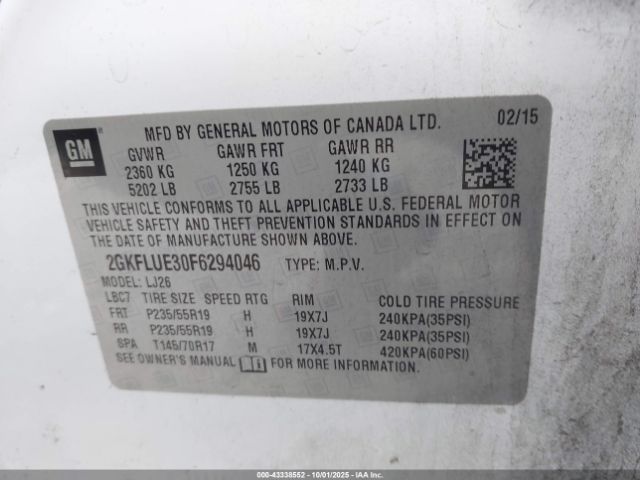 GM
MFD BY GENERAL MOTORS OF CANADA LTD. 02/15
GVWR GAWR FRT GAWR RR
2360 KG 1250 KG 1240 KG
5202 LB 2755 LB 2733 LB
THIS VEHICLE CONFORMS TO ALL APPLICABLE U.S. FEDERAL MOTOR
VEHICLE SAFETY AND THEFT PREVENTION STANDARDS IN EFFECT ON
THE DATE OF MANUFACTURE SHOWN ABOVE.
2GKFLUE30F6294046 TYPE: M.P.V.
MODEL: LJ26
LBC7 TIRE SIZE SPEED RTG RIM COLD TIRE PRESSURE
FRT P235/55R19 H 19X7J 240KPA(35PSI)
RR P235/55R19 H 19X7J 240KPA(35PSI)
SPA T145/70R17 M 17X4.5T 420KPA(60PSI)
SEE OWNER'S MANUAL FOR MORE INFORMATION.
000-43338552 - 10/01/2025 - COPYRIGHT IAA